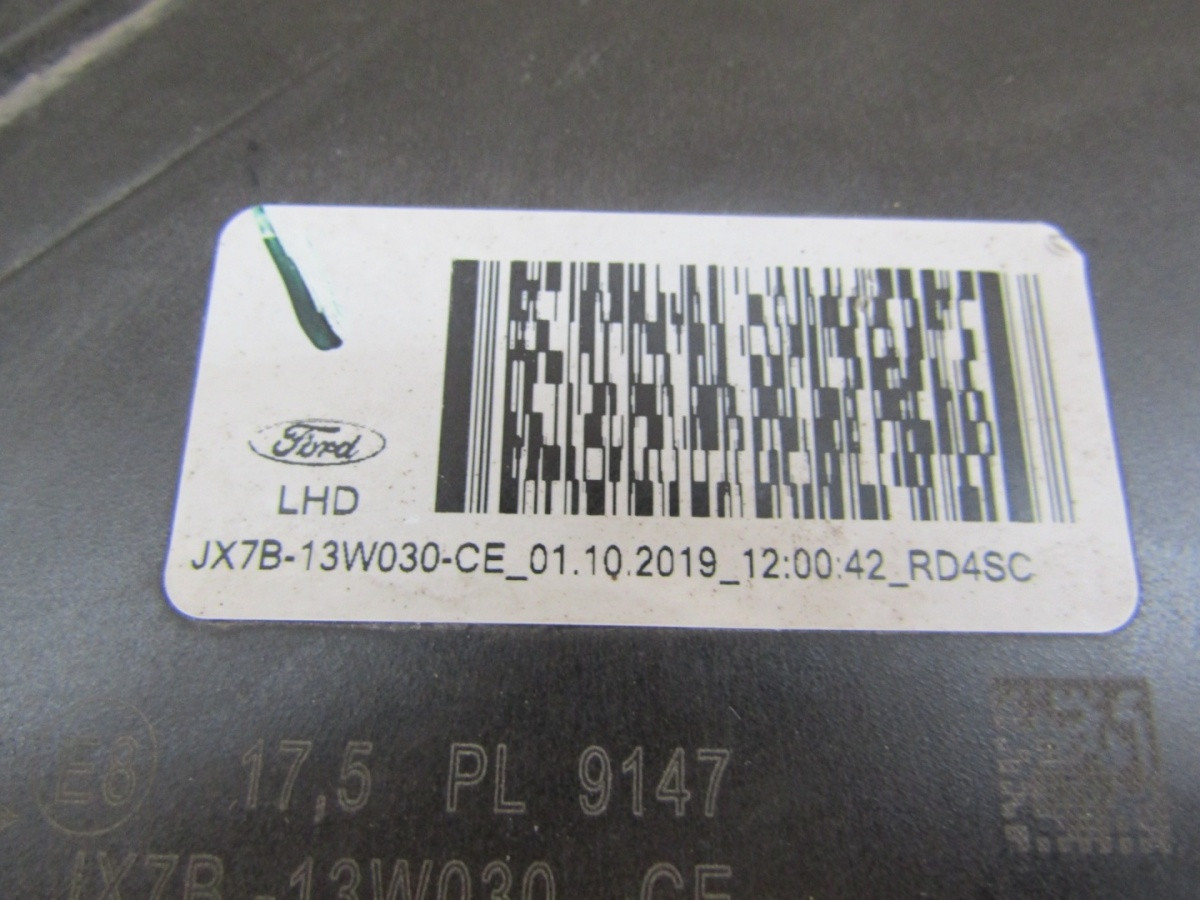 Ford
LHD
JX7B-13W030-CE_01.10.2019_12:00:42_RD4SC
E8 17,5 PL 9147
JX7B-13W030 CE